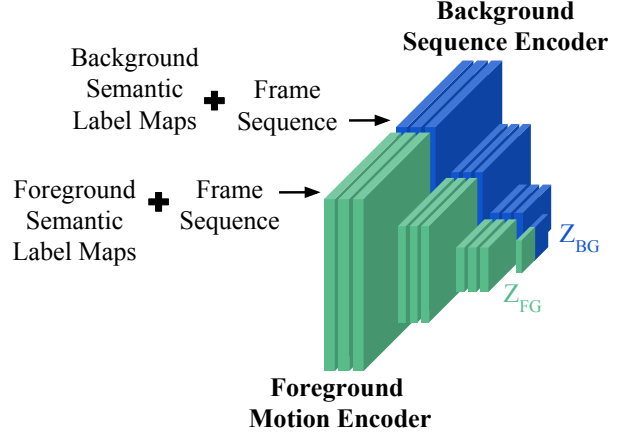 Background
Sequence Encoder
Background
Semantic
Label Maps
+
Frame
Sequence
Foreground
Semantic
Label Maps
+
Frame
Sequence
Z_BG
Z_FG
Foreground
Motion Encoder